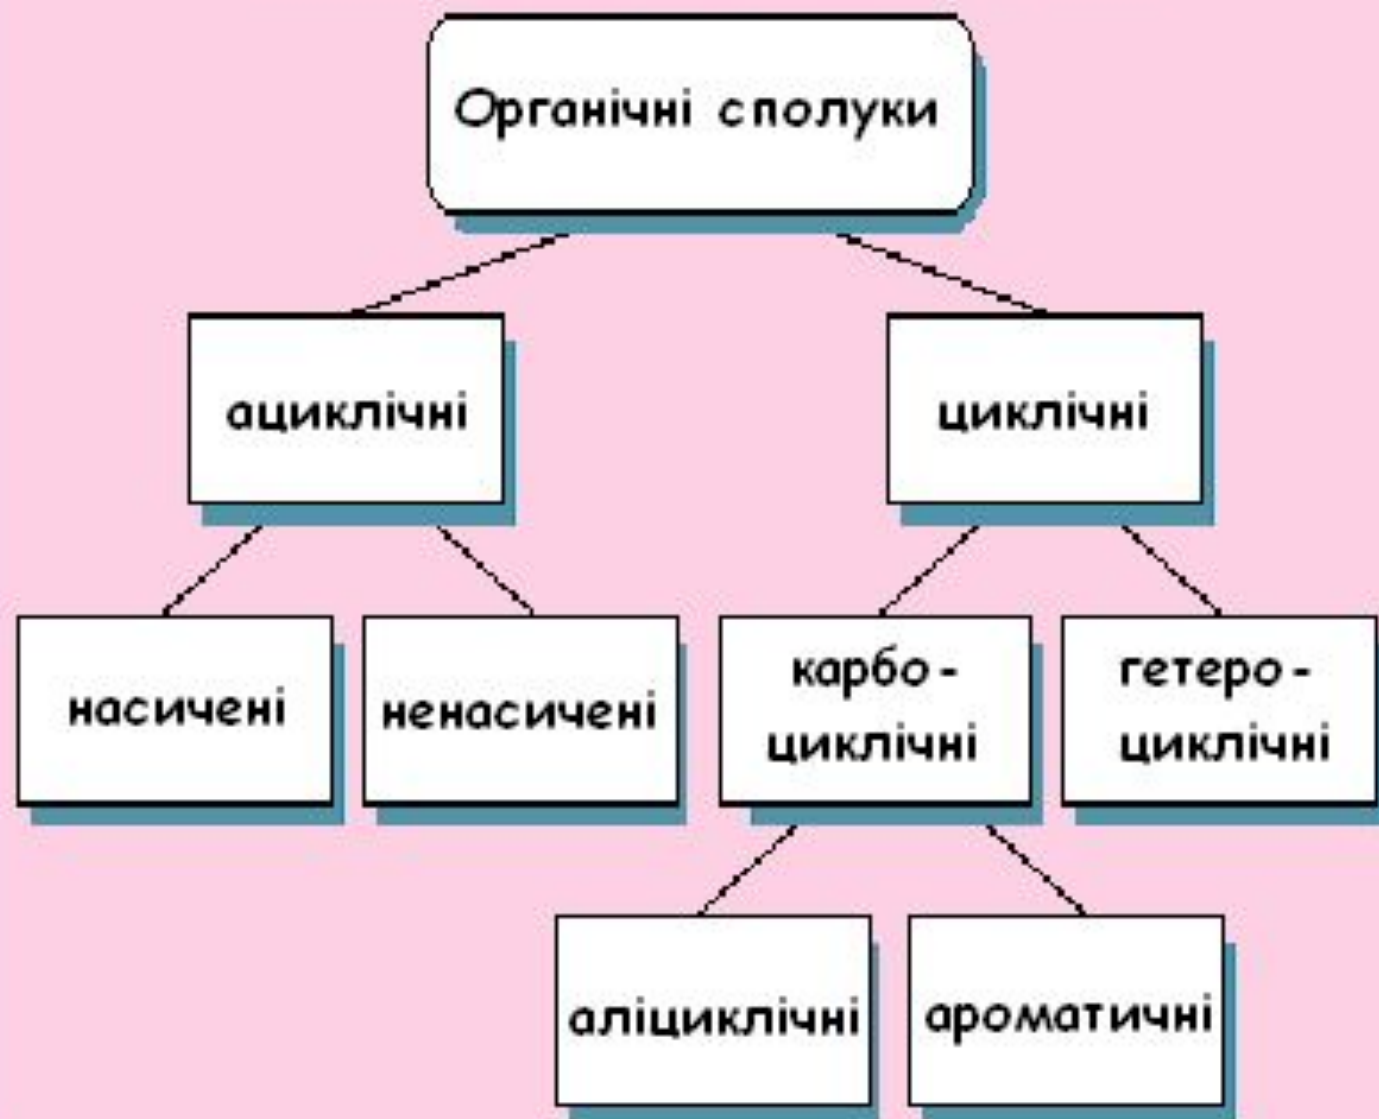 Органічні сполуки
ациклічні
циклічні
насичені
ненасичені
карбо -
циклічні
гетеро -
циклічні
аліциклічні
ароматичні